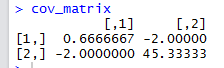 > cov_matrix
           [,1]     [,2]
[1,]  0.6666667 -2.00000
[2,] -2.0000000 45.33333